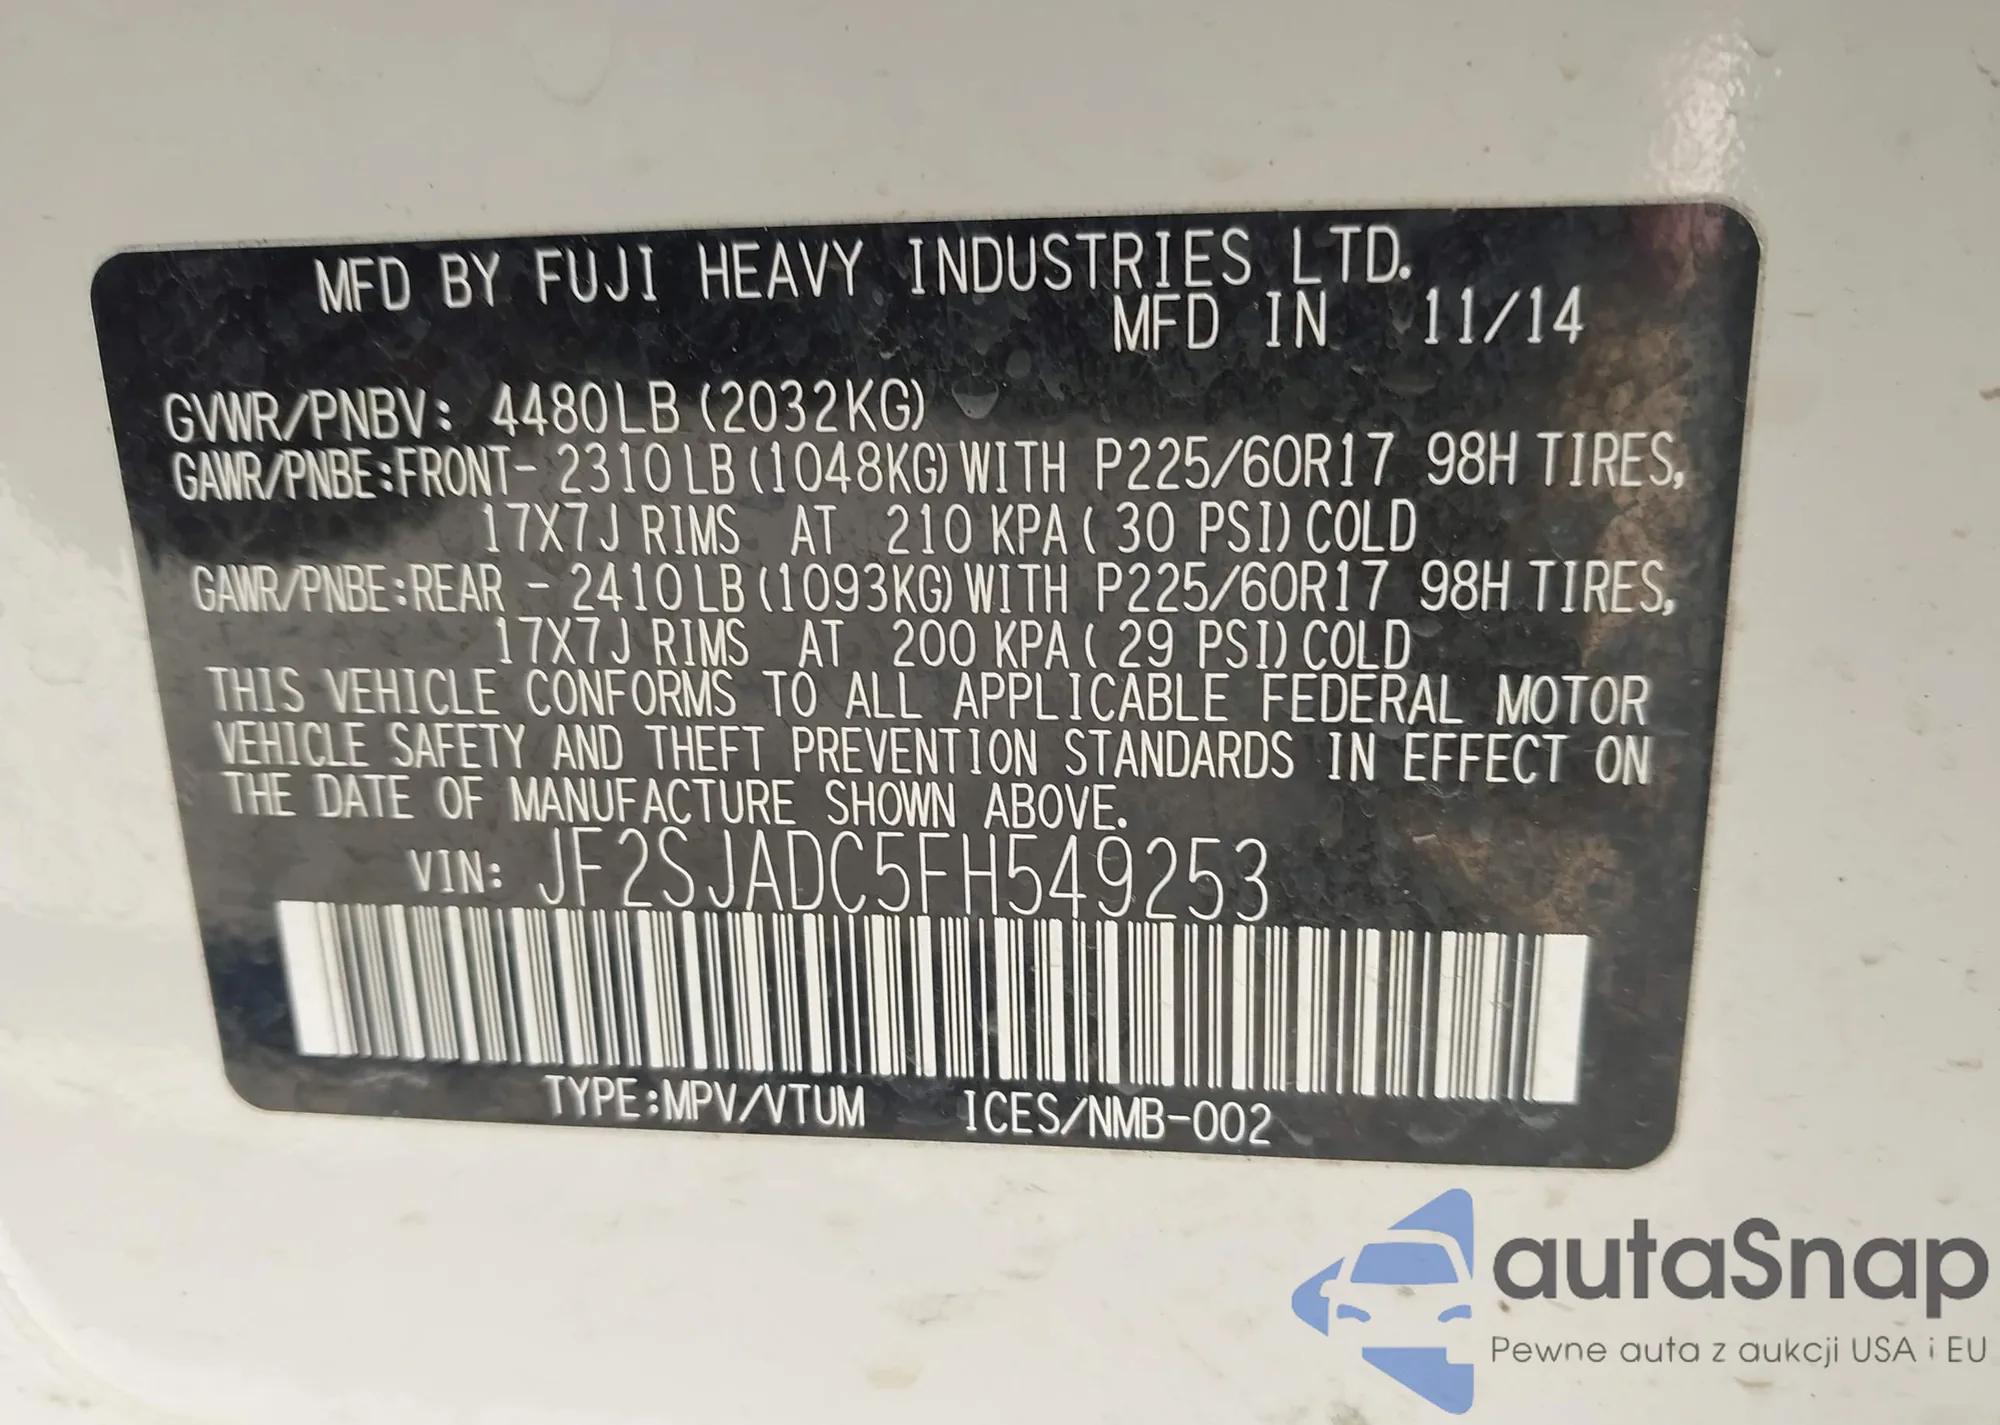 MFD BY FUJI HEAVY INDUSTRIES LTD.
MFD IN 11/14
GVWR/PNBV: 4480LB (2032KG)
GAWR/PNBE:FRONT- 2310LB (1048KG) WITH P225/60R17 98H TIRES,
17X7J RIMS AT 210 KPA ( 30 PSI) COLD
GAWR/PNBE:REAR - 2410LB (1093KG) WITH P225/60R17 98H TIRES,
17X7J RIMS AT 200 KPA ( 29 PSI) COLD
THIS VEHICLE CONFORMS TO ALL APPLICABLE FEDERAL MOTOR
VEHICLE SAFETY AND THEFT PREVENTION STANDARDS IN EFFECT ON
THE DATE OF MANUFACTURE SHOWN ABOVE.
VIN: JF2SJADC5FH549253
TYPE:MPV/VTUM ICES/NMB-002
autaSnap
Pewne auta z aukcji USA i EU